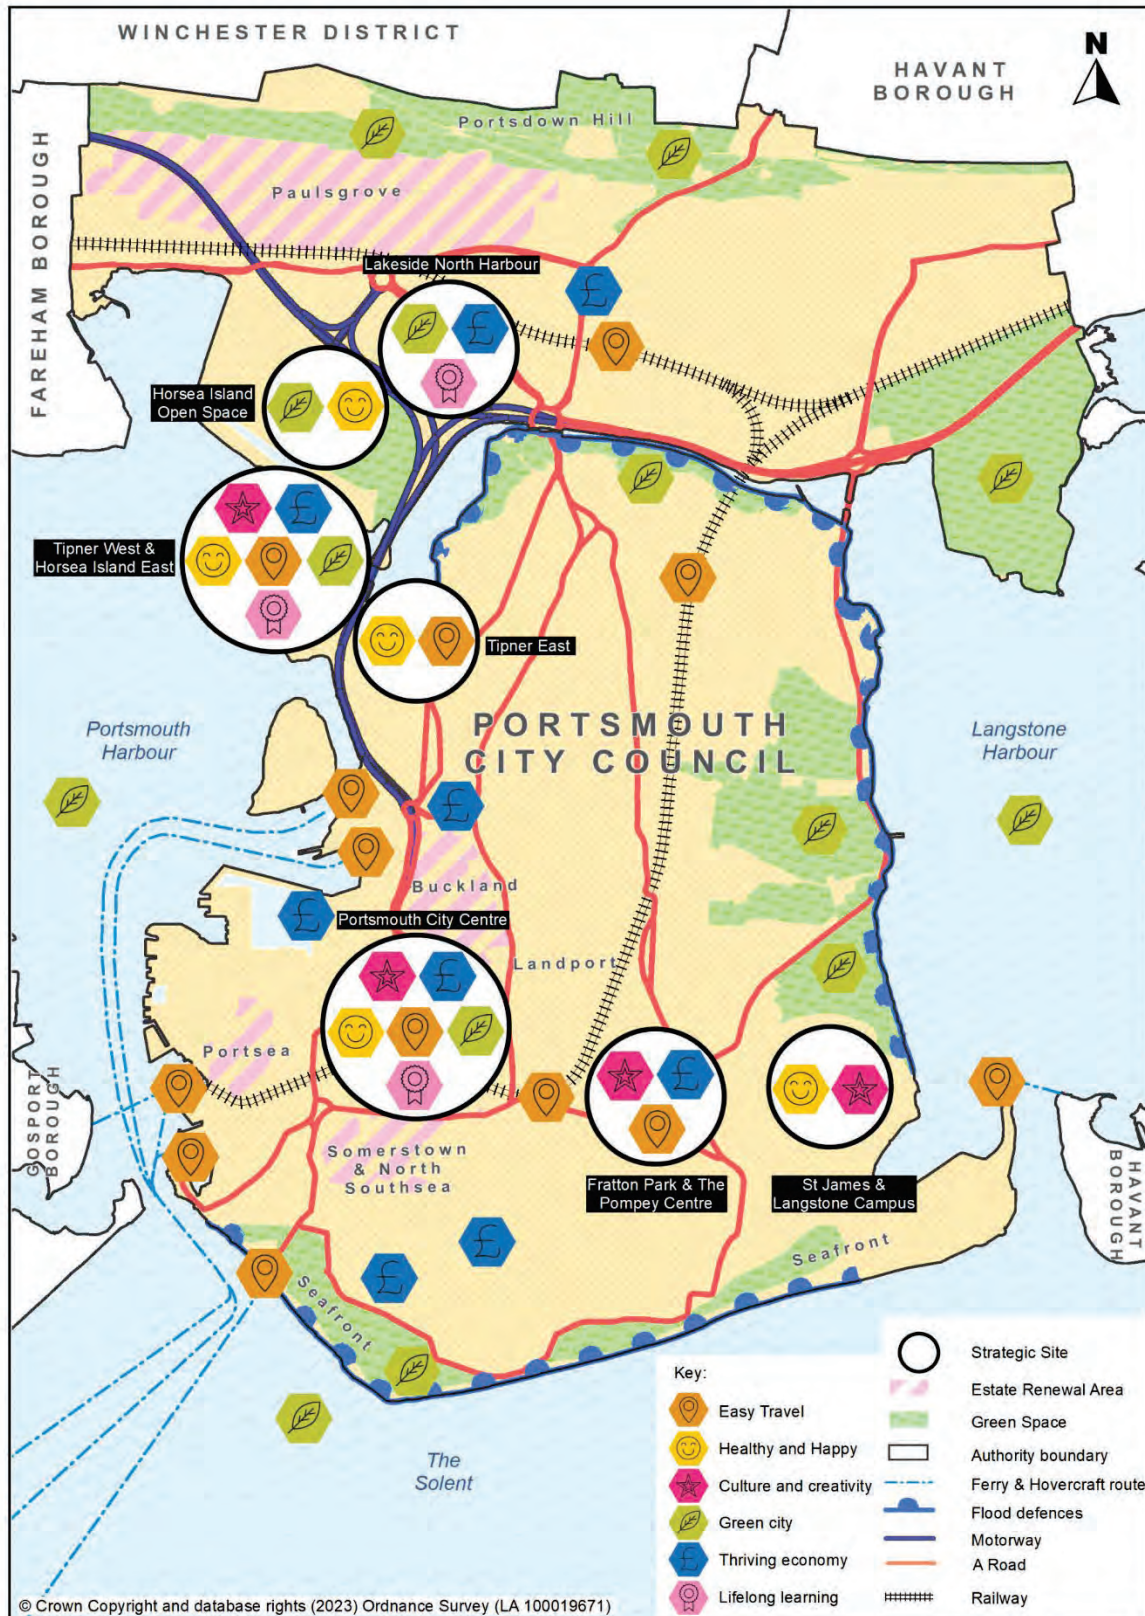 WINCHESTER DISTRICT
N
HAVANT
BOROUGH
Portsdown Hill
FAREHAM BOROUGH
Paulsgrove
Lakeside North Harbour
Horsea Island
Open Space
Tipner West &
Horsea Island East
Tipner East
PORTSMOUTH
CITY COUNCIL
Portsmouth
Harbour
Langstone
Harbour
Buckland
Portsmouth City Centre
Landport
Portsea
GOSPORT
BOROUGH
Somerstown
& North
Southsea
Fratton Park & The
Pompey Centre
St James &
Langstone Campus
HAVANT
BOROUGH
Seafront
Seafront
The
Solent
Key:
Easy Travel
Healthy and Happy
Culture and creativity
Green city
Thriving economy
Lifelong learning
Strategic Site
Estate Renewal Area
Green Space
Authority boundary
Ferry & Hovercraft route
Flood defences
Motorway
A Road
Railway
© Crown Copyright and database rights (2023) Ordnance Survey (LA 100019671)